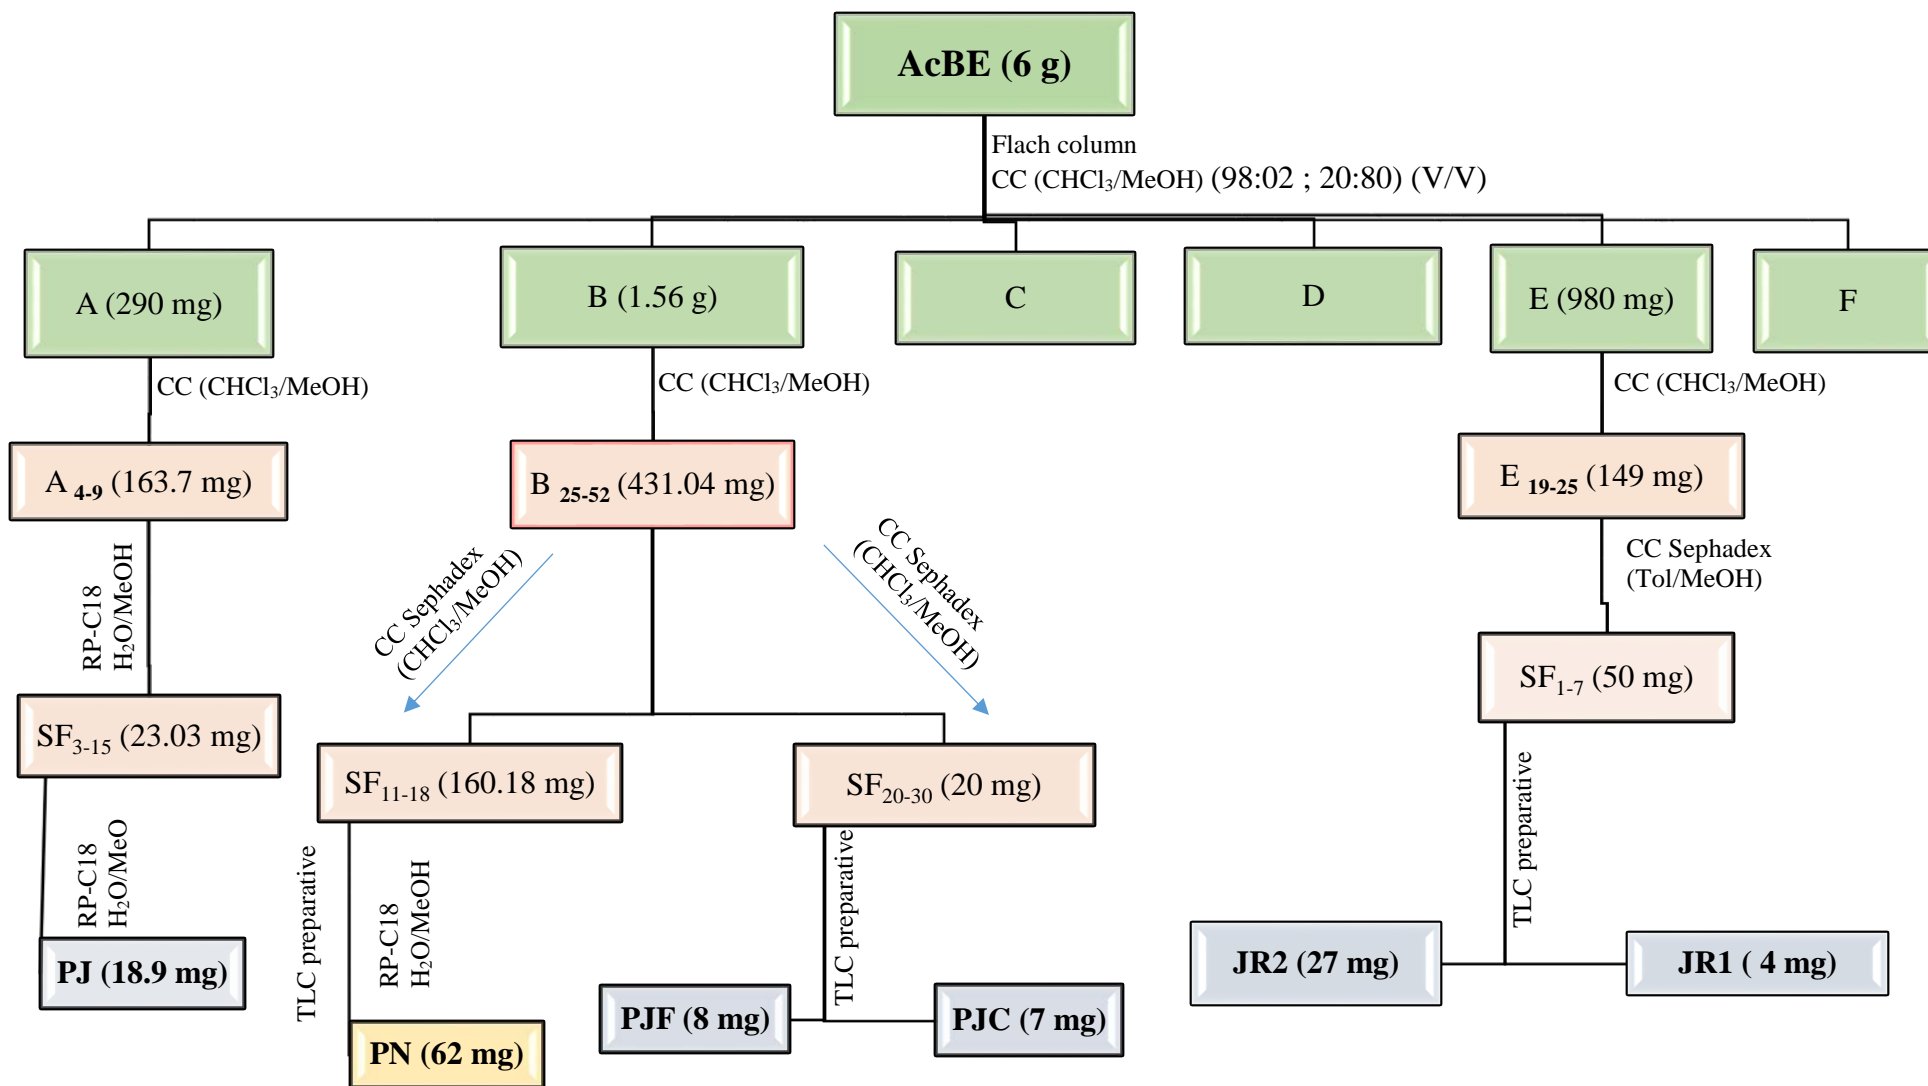 AcBE (6 g)
Flach column
CC (CHCl₃/MeOH) (98:02 ; 20:80) (V/V)
A (290 mg)
B (1.56 g)
C
D
E (980 mg)
F
CC (CHCl₃/MeOH)
CC (CHCl₃/MeOH)
CC (CHCl₃/MeOH)
A 4-9 (163.7 mg)
B 25-52 (431.04 mg)
E 19-25 (149 mg)
RP-C18
H₂O/MeOH
CC Sephadex
(CHCl₃/MeOH)
CC Sephadex
(CHCl₃/MeOH)
CC Sephadex
(Tol/MeOH)
SF₃₋₁₅ (23.03 mg)
SF₁₁₋₁₈ (160.18 mg)
SF₂₀₋₃₀ (20 mg)
SF₁₋₇ (50 mg)
RP-C18
H₂O/MeO
TLC preparative
RP-C18
H₂O/MeOH
TLC preparative
TLC preparative
PJ (18.9 mg)
PN (62 mg)
PJF (8 mg)
PJC (7 mg)
JR2 (27 mg)
JR1 ( 4 mg)